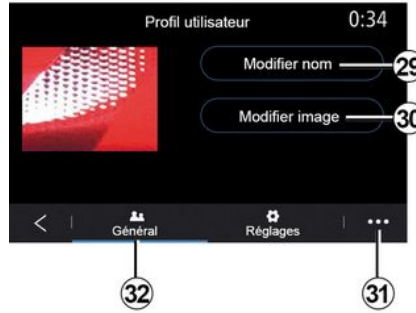 Profil utilisateur 0:34
Modifier nom 29
Modifier image 30
Général Réglages
32 31